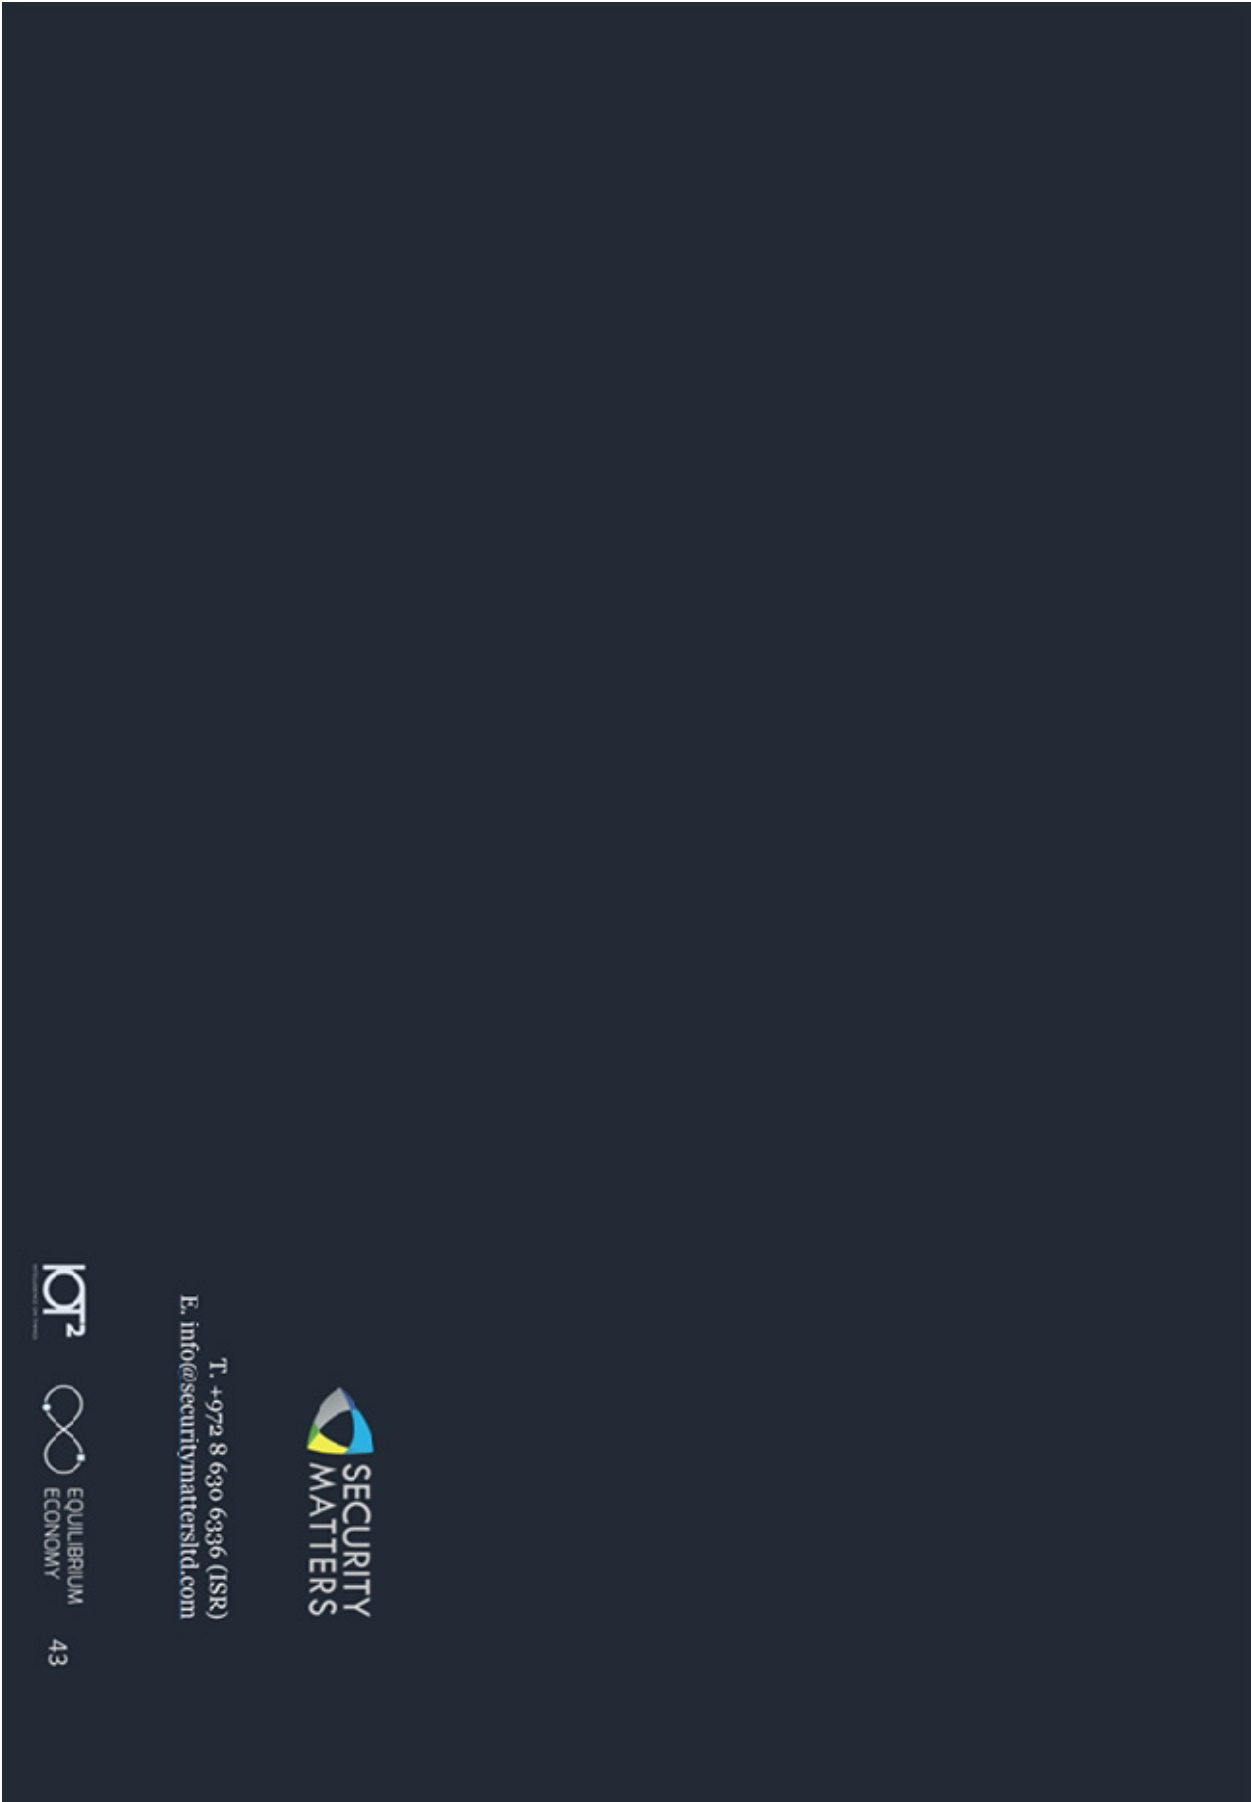 SECURITY
MATTERS
T. +972 8 630 6336 (ISR)
E. info@securitymattersltd.com
IOT²
EQUILIBRIUM
ECONOMY
43